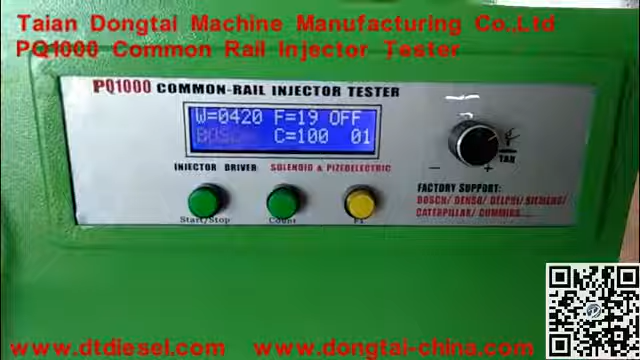 Taian Dongtai Machine Manufacturing Co.,Ltd
PQ1000 Common Rail Injector Tester
PQ1000 COMMON-RAIL INJECTOR TESTER
W=0420 F=19 OFF
C=100 01
INJECTOR DRIVER SOLENOID & PIZEOELECTRIC
TAN
- +
Start/Stop Count F1
FACTORY SUPPORT:
BOSCH/ DENSO/ DELPHI/ SIEMENS/
CATERPILLAR/ CUMMINS....
www.dtdiesel.com www.dongtai-china.com